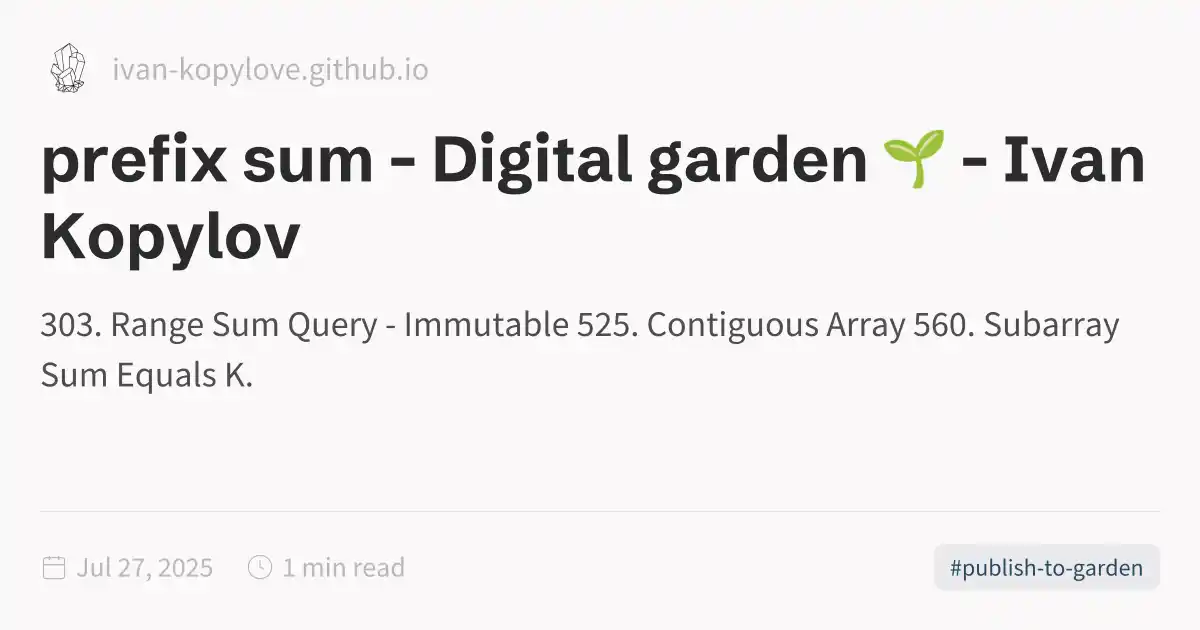 ivan-kopylove.github.io
prefix sum - Digital garden 🌱 - Ivan
Kopylov
303. Range Sum Query - Immutable 525. Contiguous Array 560. Subarray
Sum Equals K.
Jul 27, 2025 1 min read #publish-to-garden